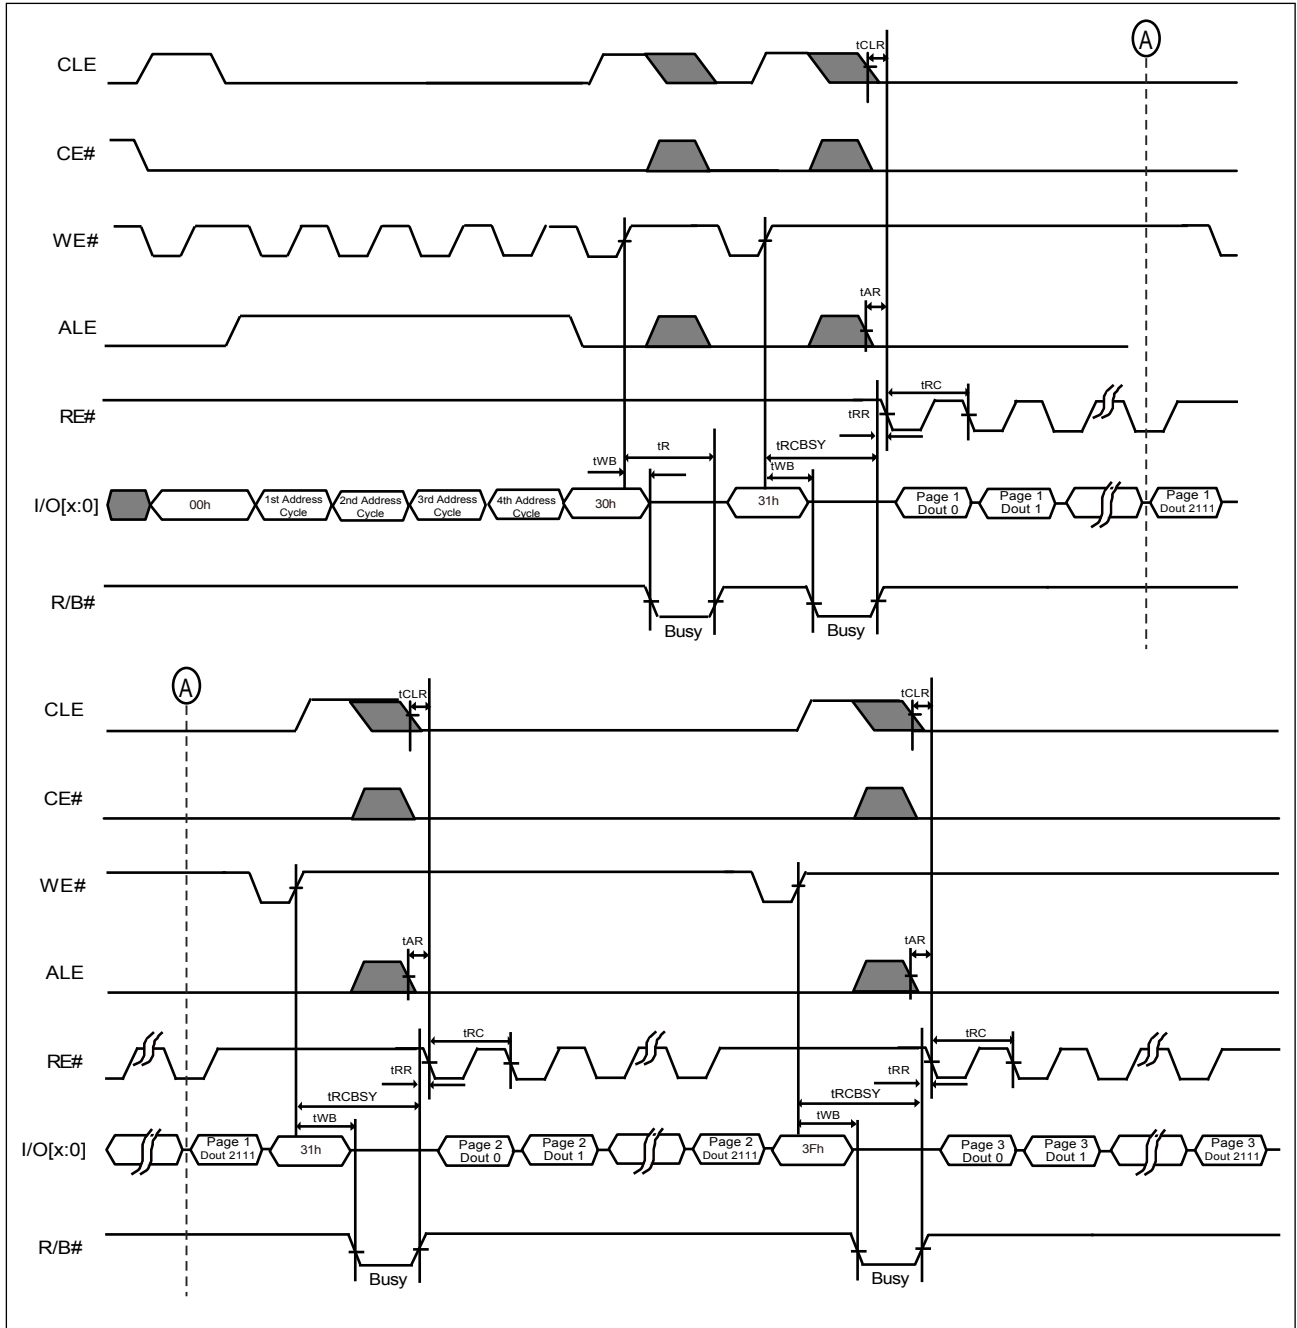 A
tCLR
CLE
CE#
WE#
tAR
ALE
tRC
RE#
tRR
tR
tRCBSY
tWB
tWB
I/O[x:0]
00h
1st Address
Cycle
2nd Address
Cycle
3rd Address
Cycle
4th Address
Cycle
30h
31h
Page 1
Dout 0
Page 1
Dout 1
Page 1
Dout 2111
R/B#
Busy
Busy
A
tCLR
tCLR
CLE
CE#
WE#
tAR
tAR
ALE
tRC
tRC
RE#
tRR
tRR
tRCBSY
tRCBSY
tWB
tWB
I/O[x:0]
Page 1
Dout 2111
31h
Page 2
Dout 0
Page 2
Dout 1
Page 2
Dout 2111
3Fh
Page 3
Dout 0
Page 3
Dout 1
Page 3
Dout 2111
R/B#
Busy
Busy